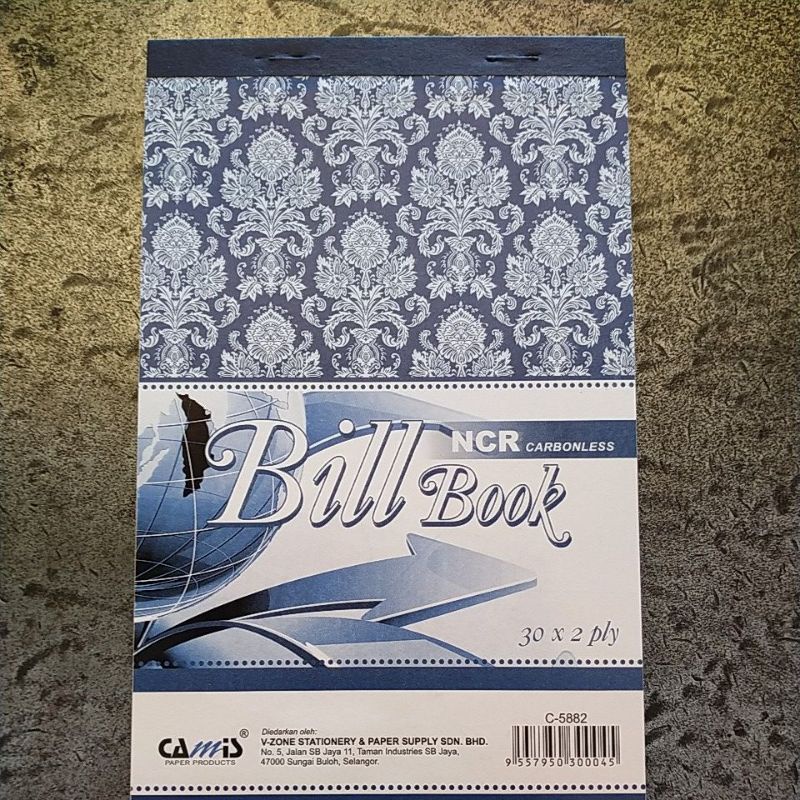 NCR CARBONLESS
Bill Book
30 x 2 ply
CAMIS®
PAPER PRODUCTS
Diedarkan oleh:
V-ZONE STATIONERY & PAPER SUPPLY SDN. BHD.
No. 5, Jalan SB Jaya 11, Taman Industries SB Jaya,
47000 Sungai Buloh, Selangor.
C-5882
9 557950 300045